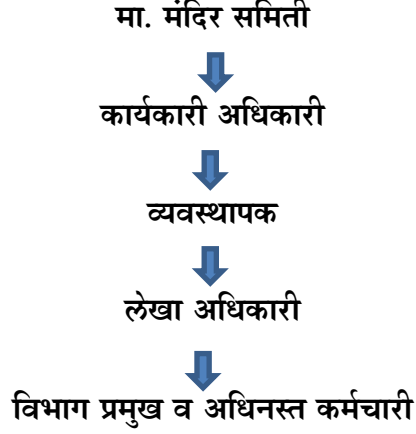 मा. मंदिर समिती
कार्यकारी अधिकारी
व्यवस्थापक
लेखा अधिकारी
विभाग प्रमुख व अधिनस्त कर्मचारी